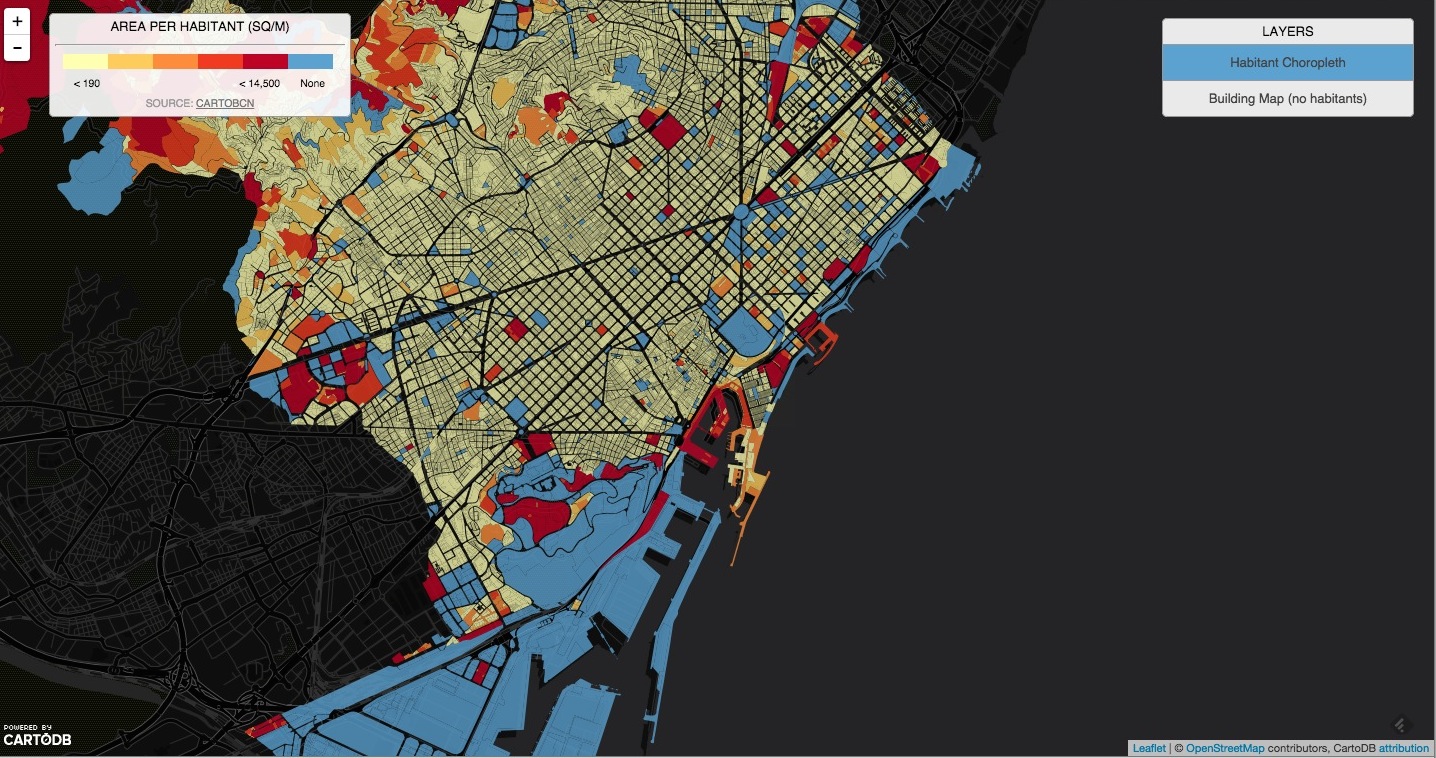 +
AREA PER HABITANT (SQ/M)
-
< 190
< 14,500
None
SOURCE: CARTOBCN
LAYERS
Habitant Choropleth
Building Map (no habitants)
POWERED BY
CARTODB
Leaflet | © OpenStreetMap contributors, CartoDB attribution